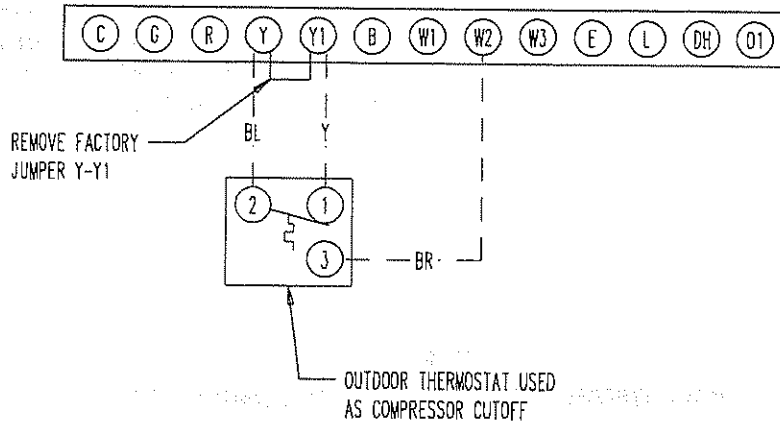 C G R Y Y1 B W1 W2 W3 E L DH O1
REMOVE FACTORY
JUMPER Y-Y1
BL Y
2 1
3 BR
OUTDOOR THERMOSTAT USED
AS COMPRESSOR CUTOFF